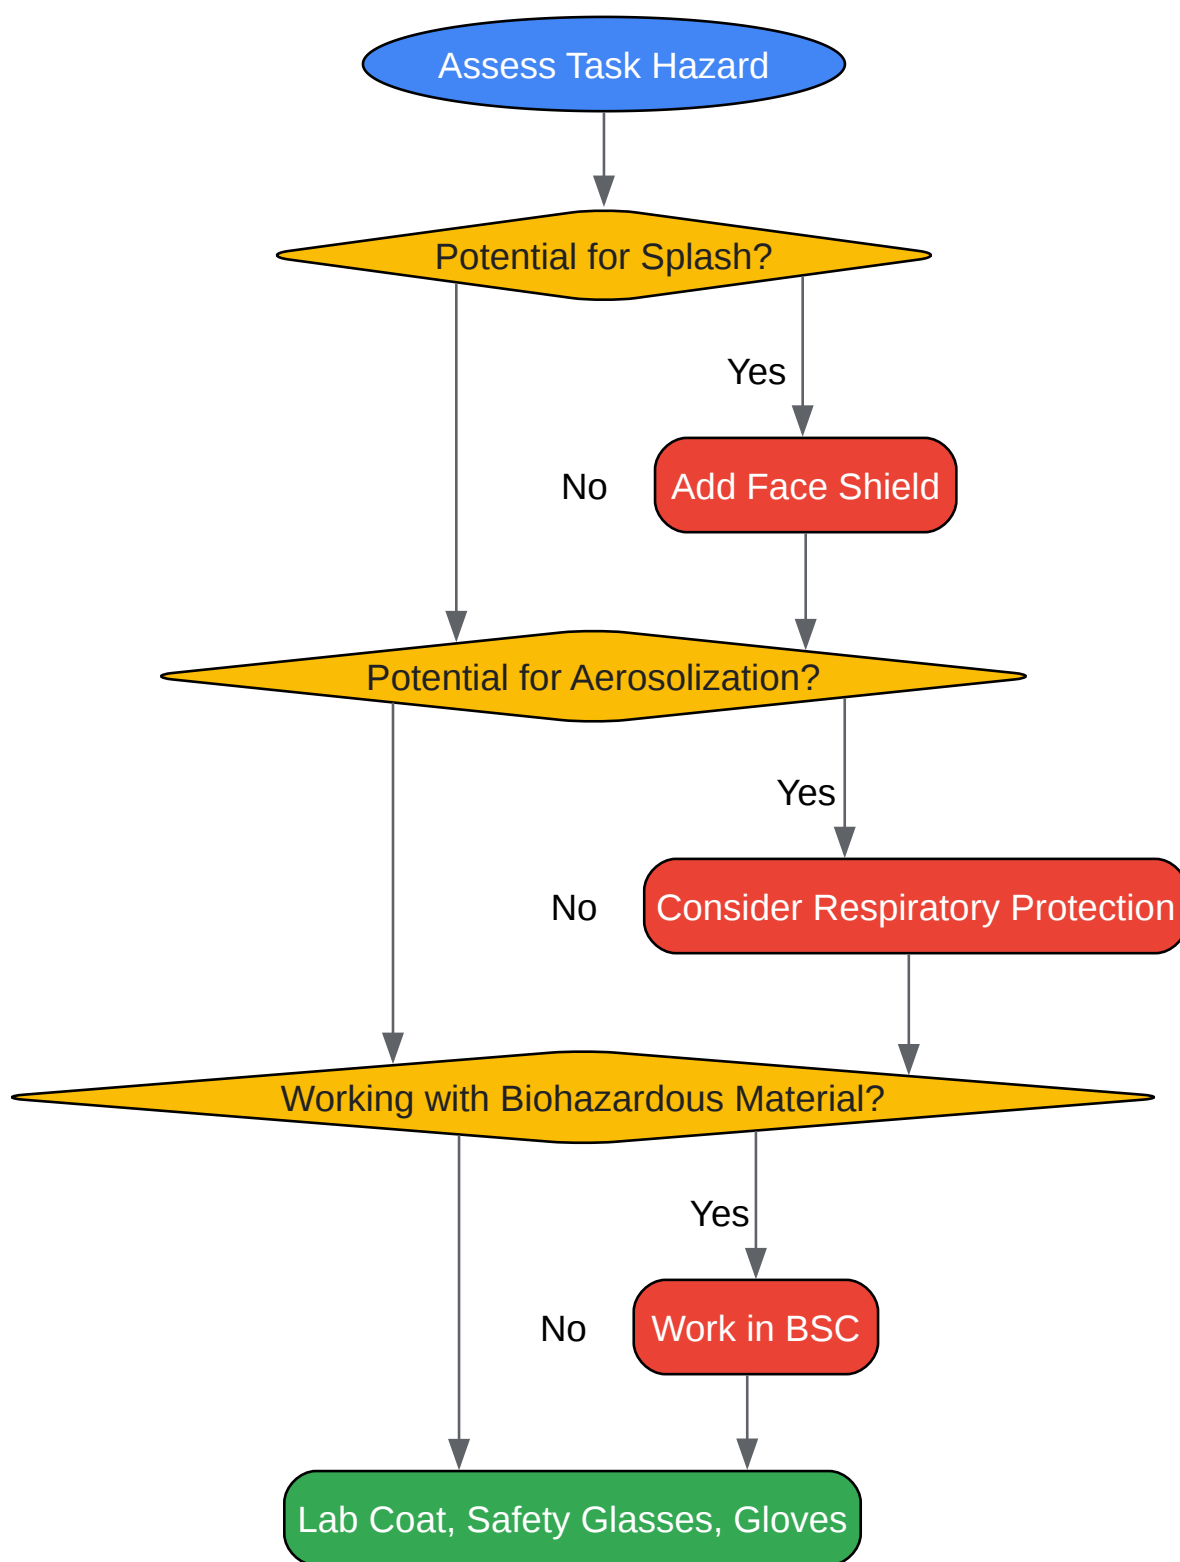 Assess Task Hazard
Potential for Splash?
Yes
No
Add Face Shield
Potential for Aerosolization?
Yes
No
Consider Respiratory Protection
Working with Biohazardous Material?
Yes
No
Work in BSC
Lab Coat, Safety Glasses, Gloves